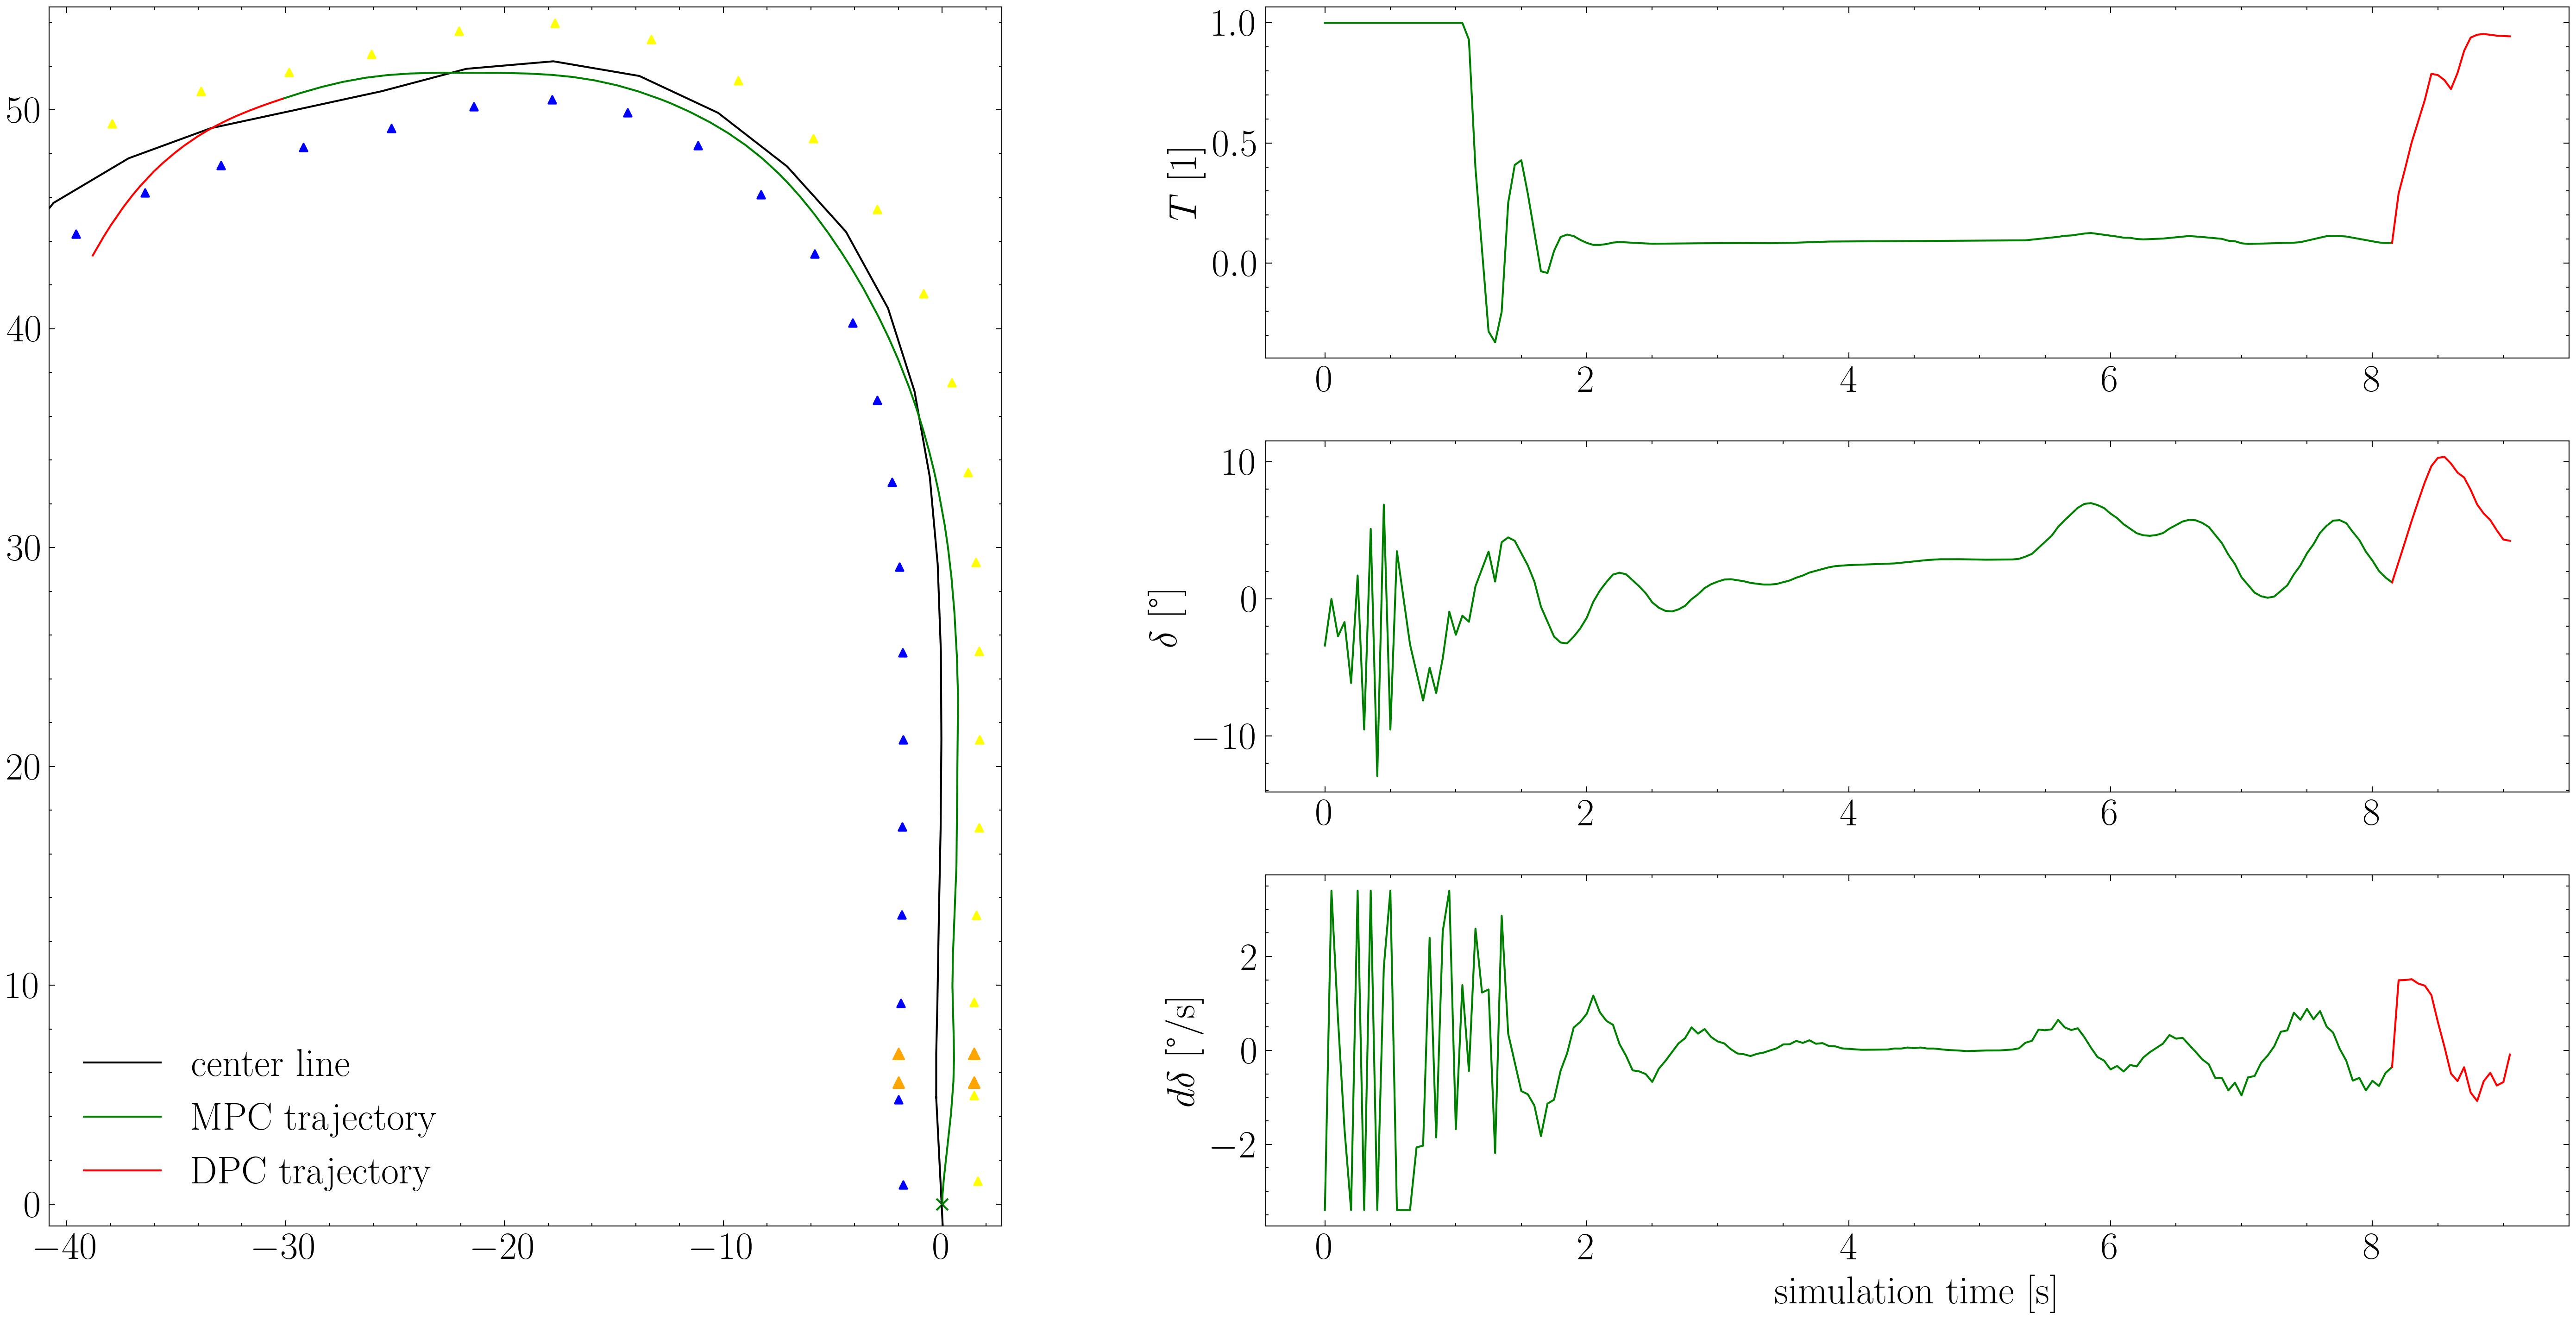 50
40
30
20
10
0
−40 −30 −20 −10 0
center line
MPC trajectory
DPC trajectory
T [1]
1.0
0.5
0.0
0 2 4 6 8
δ [°]
10
0
−10
0 2 4 6 8
dδ [°/s]
2
0
−2
0 2 4 6 8
simulation time [s]